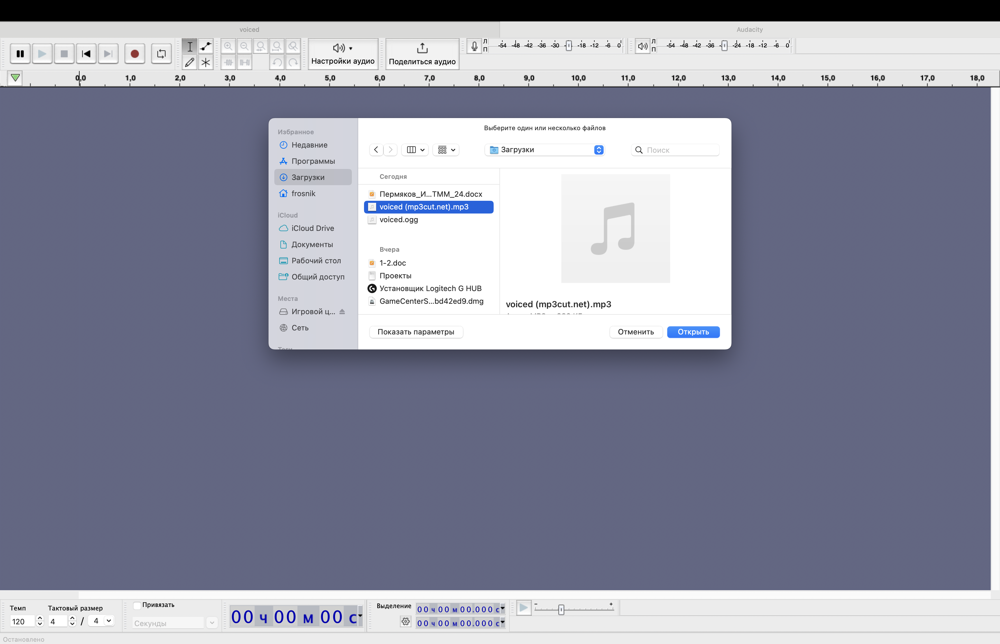 voiced
Audacity
Настройки аудио
Поделиться аудио
Л
П
-54 -48 -42 -36 -30 -18 -12 -6 0
Л
П
-54 -48 -42 -36 -24 -18 -12 -6 0
0,0 1,0 2,0 3,0 4,0 5,0 6,0 7,0 8,0 9,0 10,0 11,0 12,0 13,0 14,0 15,0 16,0 17,0 18,0
Выберите один или несколько файлов
Избранное
Недавние
Программы
Загрузки
frosnik
iCloud
iCloud Drive
Документы
Рабочий стол
Общий доступ
Места
Игровой ц...
Сеть
Загрузки
Поиск
Сегодня
Пермяков_И...ТММ_24.docx
voiced (mp3cut.net).mp3
voiced.ogg
Вчера
1-2.doc
Проекты
Установщик Logitech G HUB
GameCenterS...bd42ed9.dmg
voiced (mp3cut.net).mp3
Показать параметры
Отменить
Открыть
Темп
120
Тактовый размер
4 / 4
Привязать
Секунды
00 ч 00 м 00 с
Выделение
00 ч 00 м 00.000 с
00 ч 00 м 00.000 с
- +
Остановлено